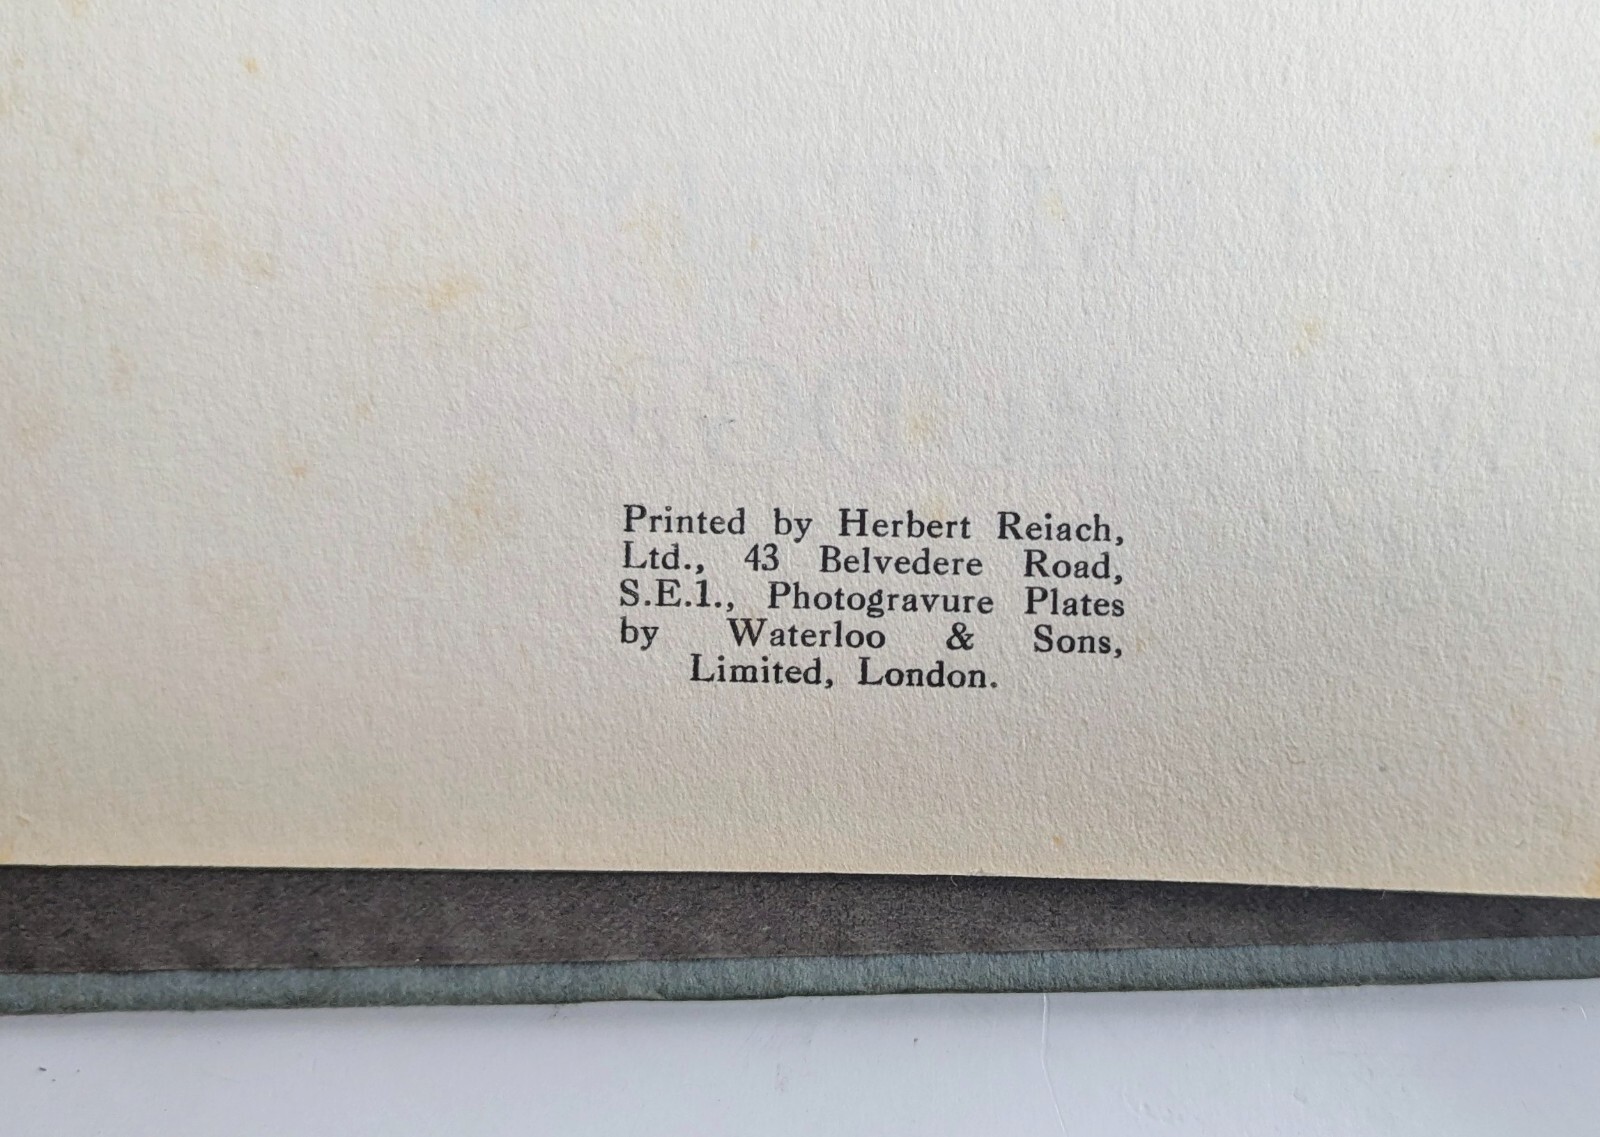 Printed by Herbert Reiach,
Ltd., 43 Belvedere Road,
S.E.1., Photogravure Plates
by Waterloo & Sons,
Limited, London.